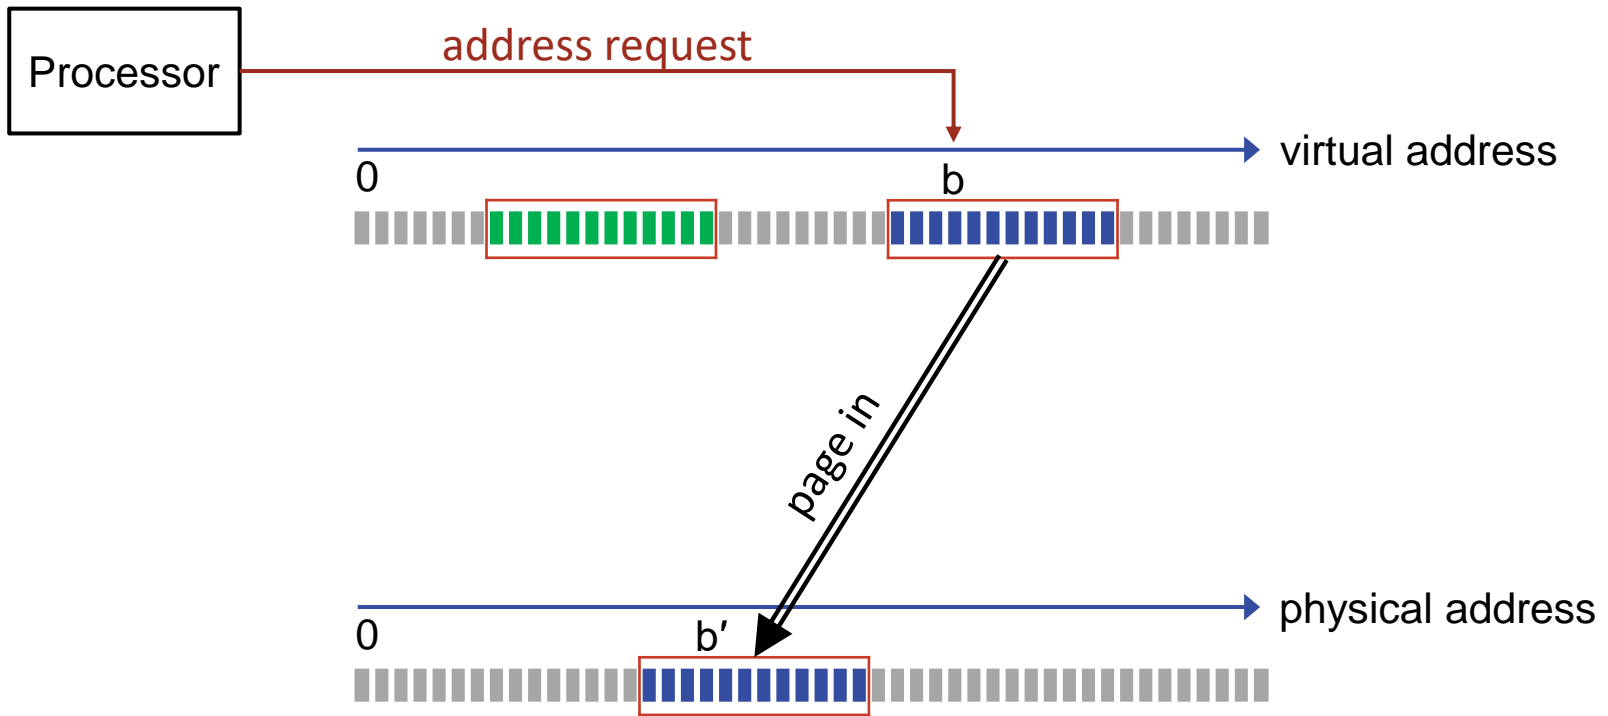 address request
Processor
virtual address
0
b
page in
physical address
0
b′